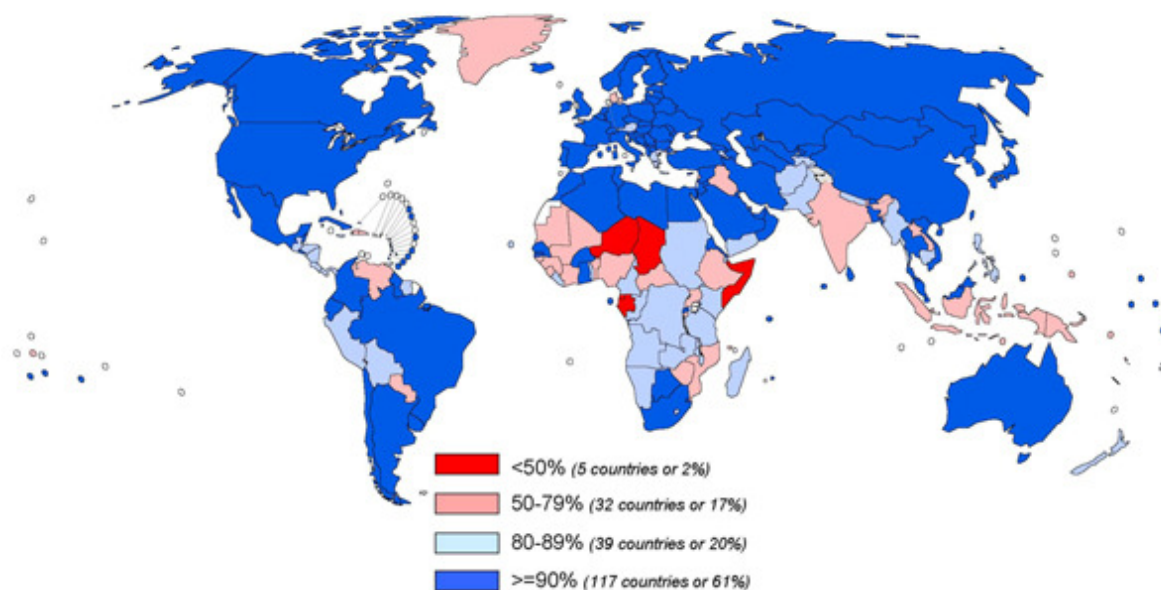 <50% (5 countries or 2%)
50-79% (32 countries or 17%)
80-89% (39 countries or 20%)
>=90% (117 countries or 61%)